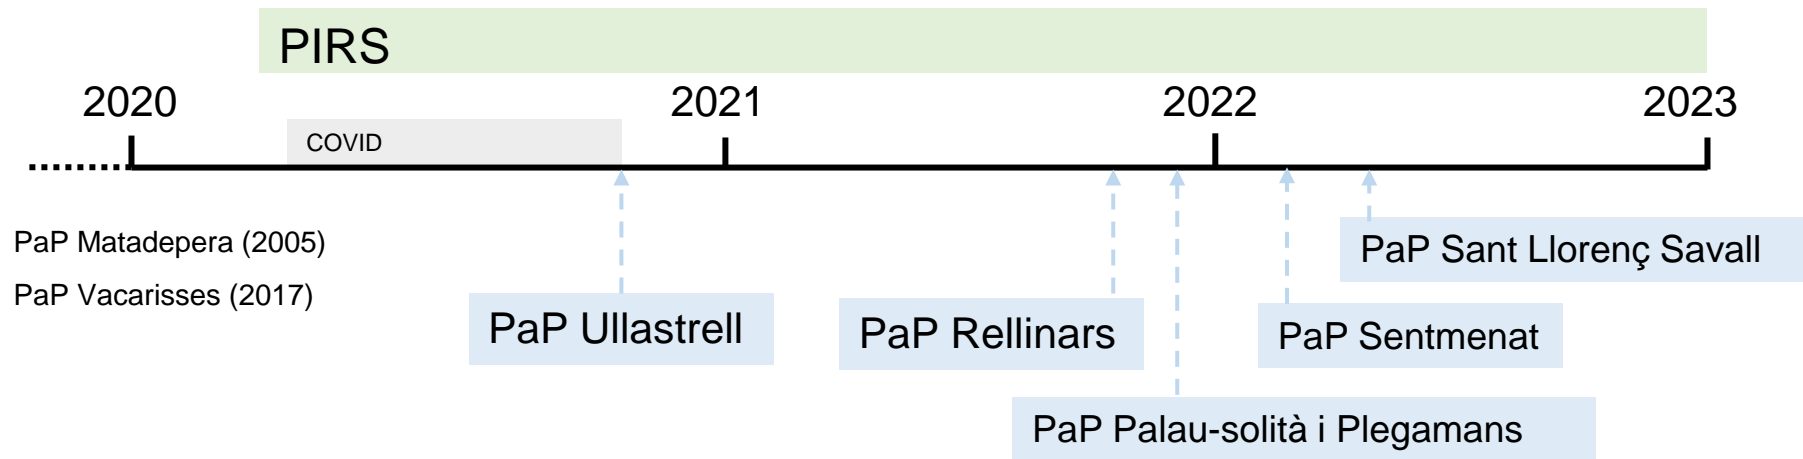 PIRS
2020
2021
2022
2023
COVID
PaP Matadepera (2005)
PaP Vacarisses (2017)
PaP Sant Llorenç Savall
PaP Ullastrell
PaP Rellinars
PaP Sentmenat
PaP Palau-solità i Plegamans